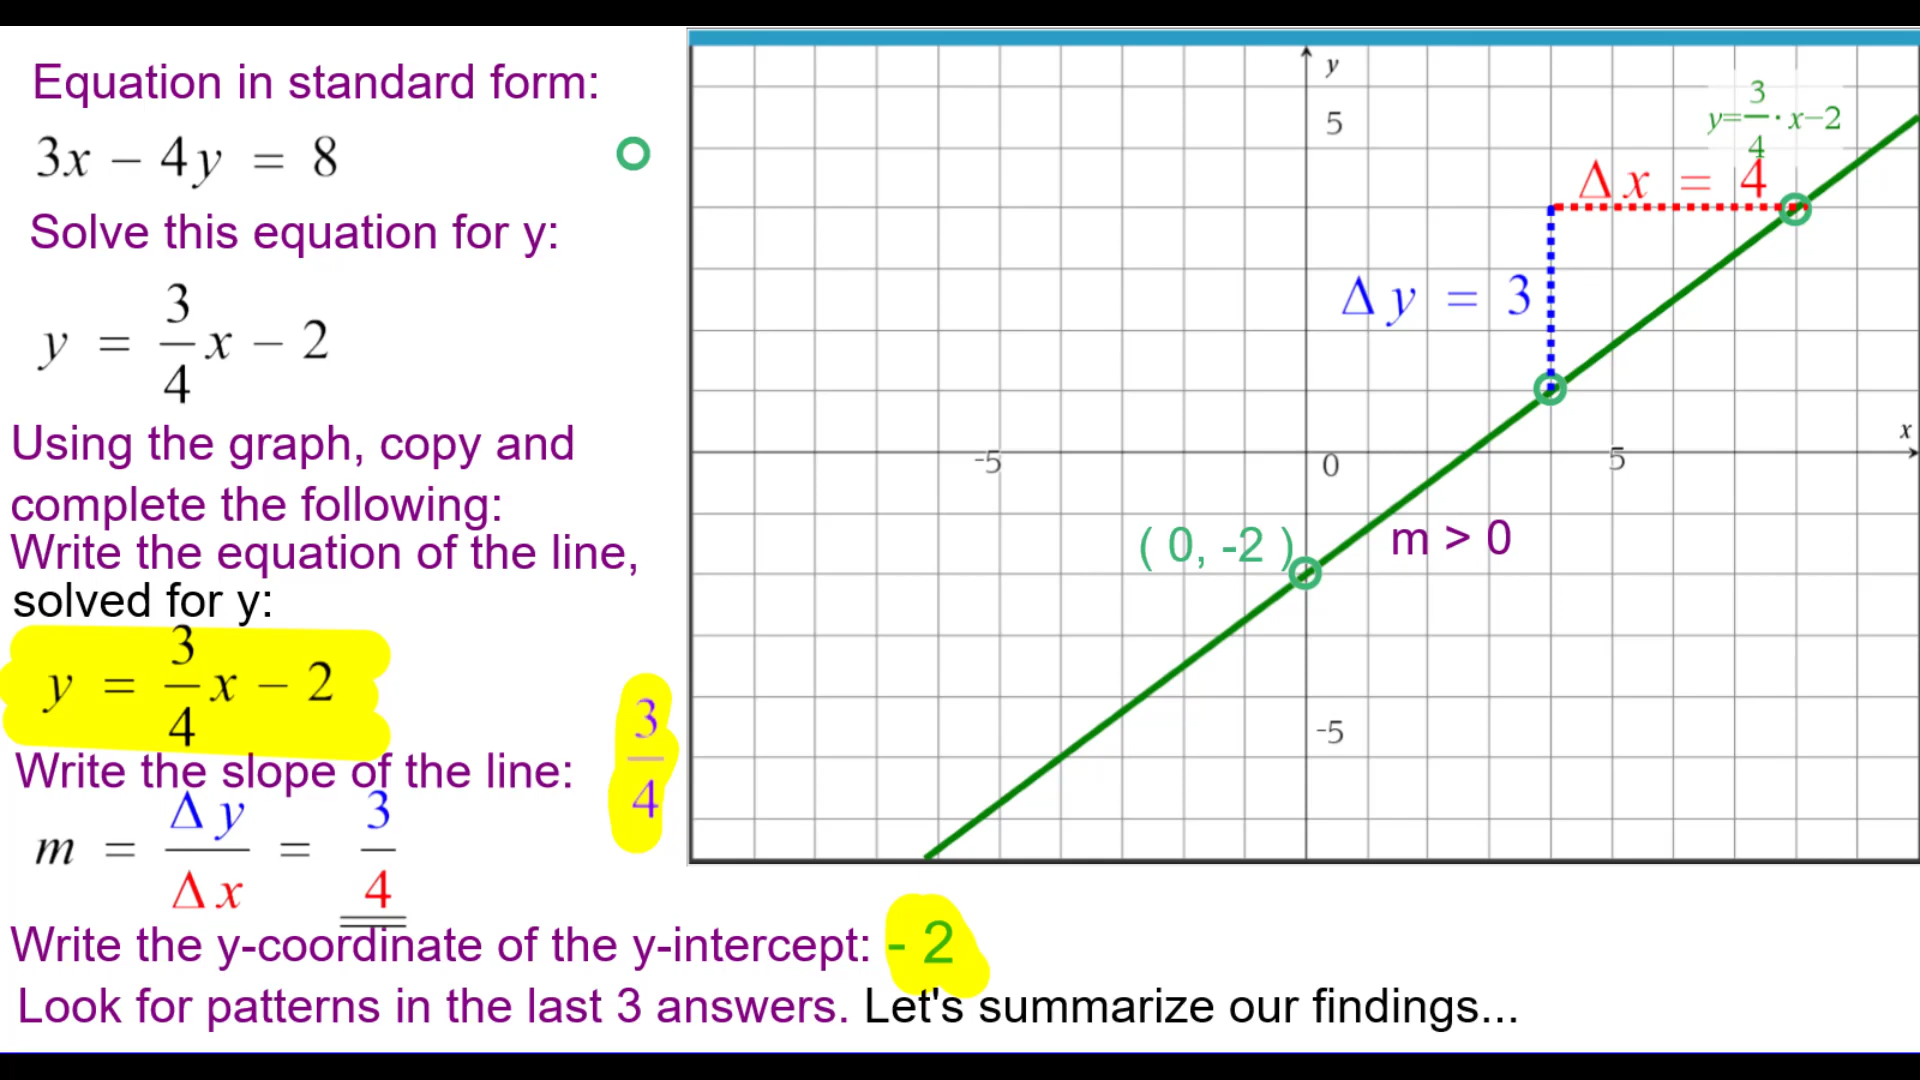 Equation in standard form:
3x − 4y = 8
Solve this equation for y:
y = 3/4 x − 2
Using the graph, copy and
complete the following:
Write the equation of the line,
solved for y:
y = 3/4 x − 2
Write the slope of the line: 3/4
m = Δy/Δx = 3/4
Write the y-coordinate of the y-intercept: - 2
Look for patterns in the last 3 answers. Let's summarize our findings...
y
5
y=3/4·x−2
Δx = 4
Δy = 3
x
-5
0
5
( 0, -2 )
m > 0
-5